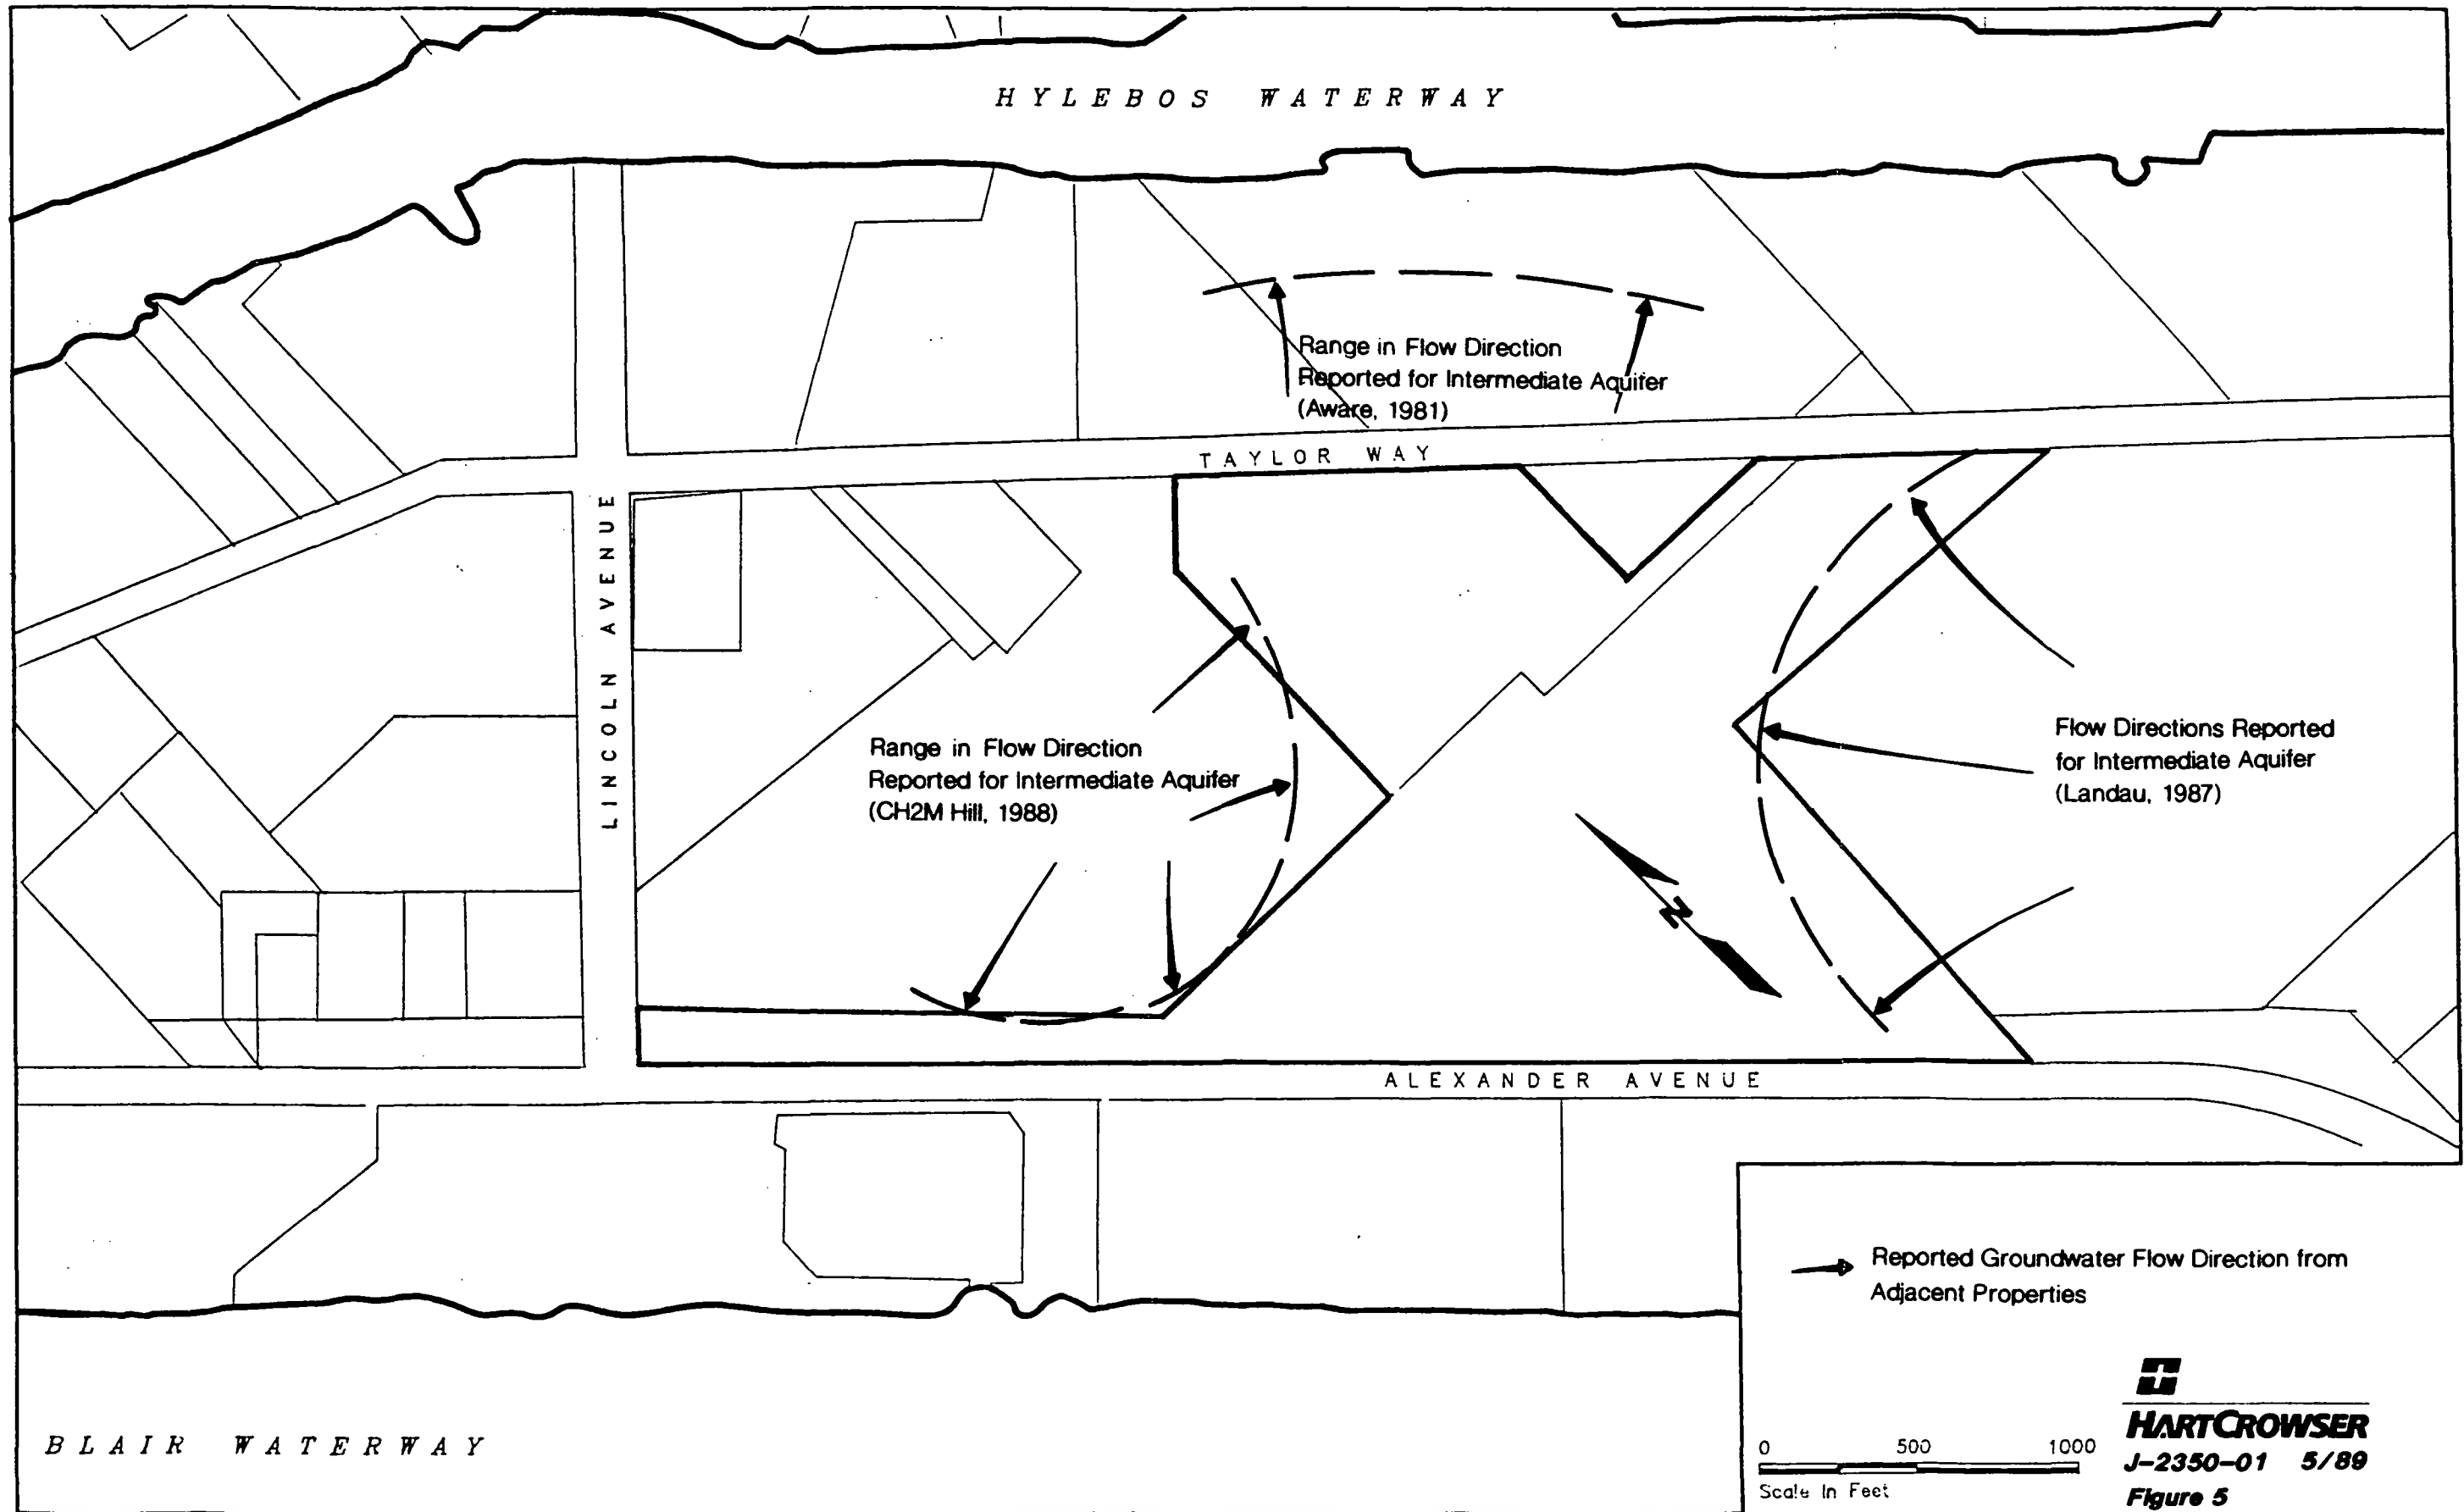 HYLEBOS WATERWAY
Range in Flow Direction
Reported for Intermediate Aquifer
(Aware, 1981)
TAYLOR WAY
LINCOLN AVENUE
Range in Flow Direction
Reported for Intermediate Aquifer
(CH2M Hill, 1988)
Flow Directions Reported
for Intermediate Aquifer
(Landau, 1987)
N
ALEXANDER AVENUE
Reported Groundwater Flow Direction from
Adjacent Properties
BLAIR WATERWAY
0 500 1000
Scale In Feet
HARTCROWSER
J-2350-01 5/89
Figure 5